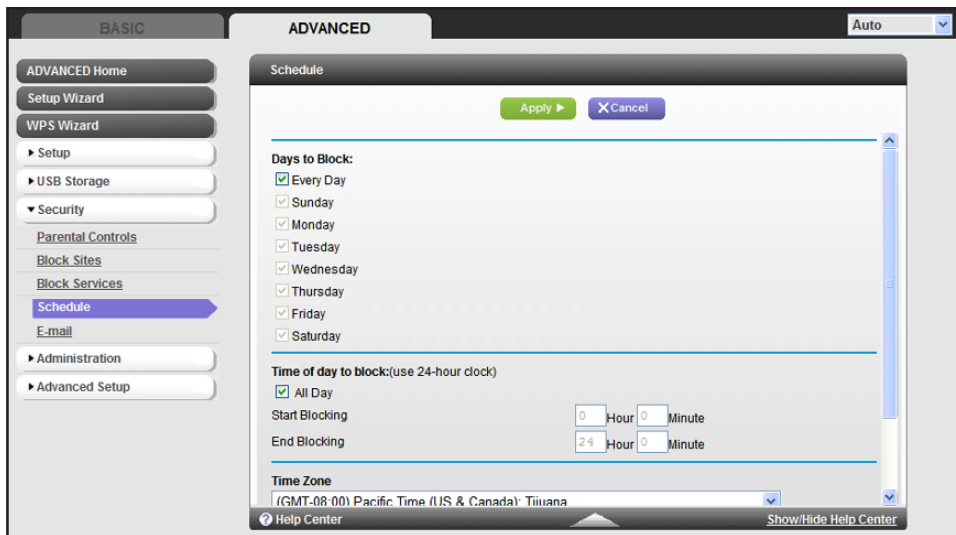 BASIC
ADVANCED
Auto
ADVANCED Home
Setup Wizard
WPS Wizard
Setup
USB Storage
Security
Parental Controls
Block Sites
Block Services
Schedule
E-mail
Administration
Advanced Setup
Schedule
Apply
Cancel
Days to Block:
Every Day
Sunday
Monday
Tuesday
Wednesday
Thursday
Friday
Saturday
Time of day to block:(use 24-hour clock)
All Day
Start Blocking 0 Hour 0 Minute
End Blocking 24 Hour 0 Minute
Time Zone
(GMT-08:00) Pacific Time (US & Canada); Tijuana
Help Center
Show/Hide Help Center